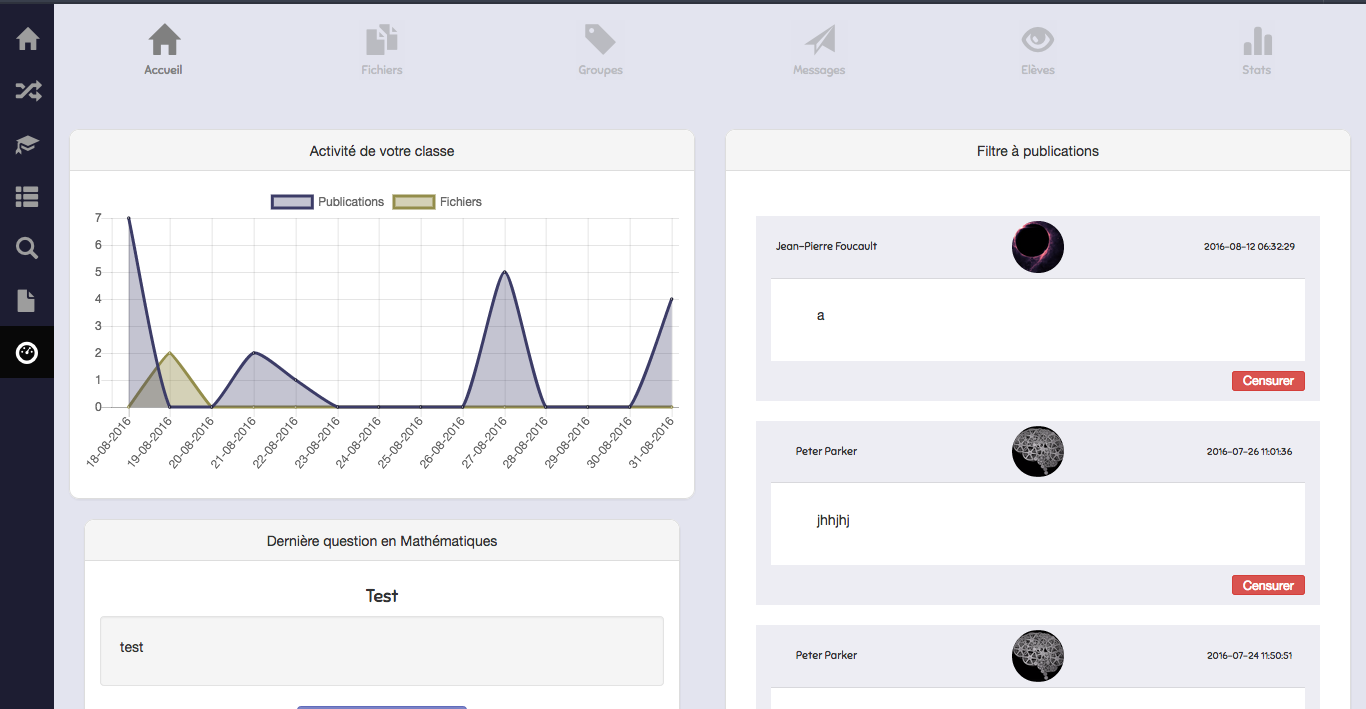 Accueil
Fichiers
Groupes
Messages
Elèves
Stats
Activité de votre classe
Publications
Fichiers
7
6
5
4
3
2
1
0
18-08-2016
19-08-2016
20-08-2016
21-08-2016
22-08-2016
23-08-2016
24-08-2016
25-08-2016
26-08-2016
27-08-2016
28-08-2016
29-08-2016
30-08-2016
31-08-2016
Dernière question en Mathématiques
Test
test
Filtre à publications
Jean-Pierre Foucault
2016-08-12 06:32:29
a
Censurer
Peter Parker
2016-07-26 11:01:36
jhhjhj
Censurer
Peter Parker
2016-07-24 11:50:51